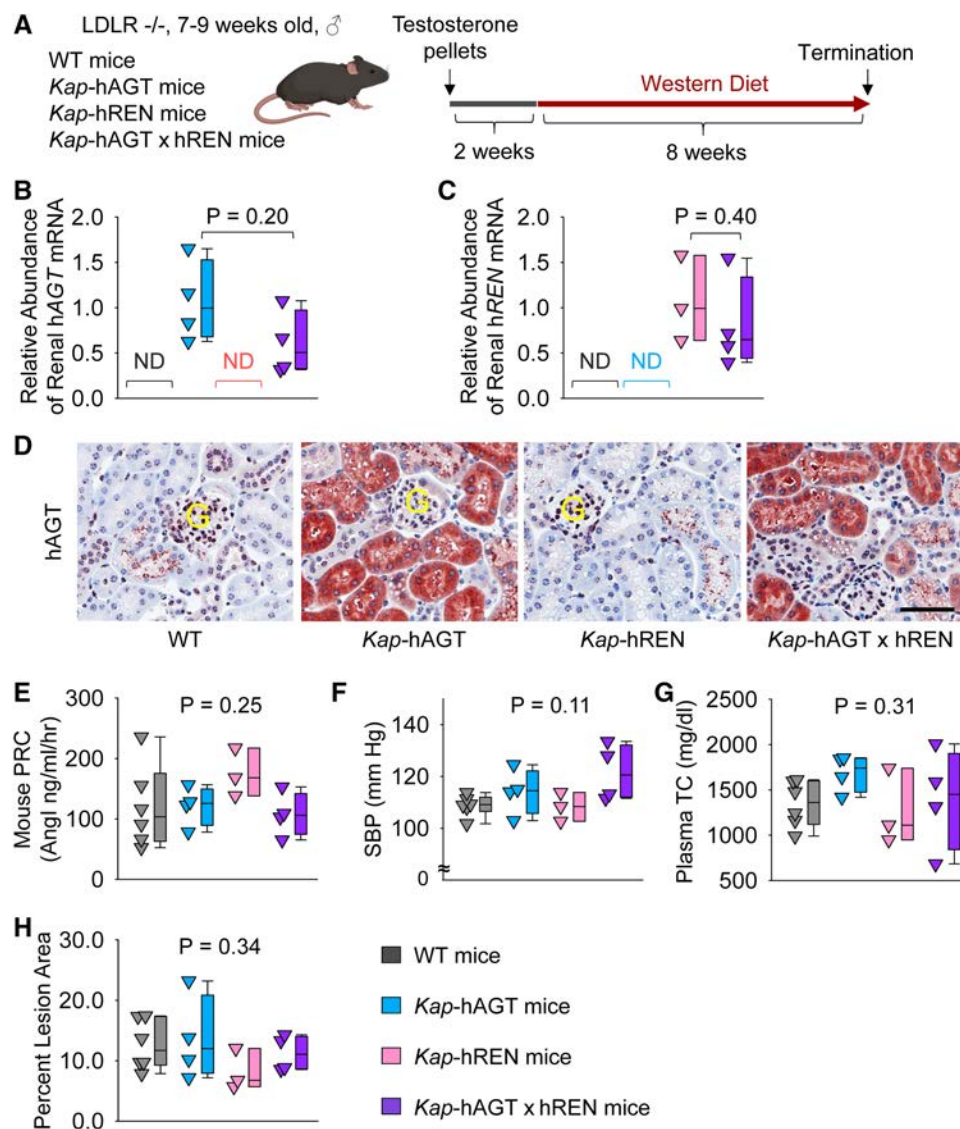 A
LDLR -/-, 7-9 weeks old, ♂
WT mice
Kap-hAGT mice
Kap-hREN mice
Kap-hAGT x hREN mice
Testosterone
pellets
Termination
Western Diet
2 weeks
8 weeks
B
Relative Abundance
of Renal hAGT mRNA
2.0
1.5
1.0
0.5
0.0
P = 0.20
ND
ND
C
Relative Abundance
of Renal hREN mRNA
2.0
1.5
1.0
0.5
0.0
P = 0.40
ND
ND
D
hAGT
G
G
G
WT
Kap-hAGT
Kap-hREN
Kap-hAGT x hREN
E
Mouse PRC
(AngI ng/ml/hr)
300
200
100
0
P = 0.25
F
SBP (mm Hg)
140
120
100
≈
0
P = 0.11
G
Plasma TC (mg/dl)
2500
2000
1500
1000
500
P = 0.31
H
Percent Lesion Area
30.0
20.0
10.0
0.0
P = 0.34
WT mice
Kap-hAGT mice
Kap-hREN mice
Kap-hAGT x hREN mice